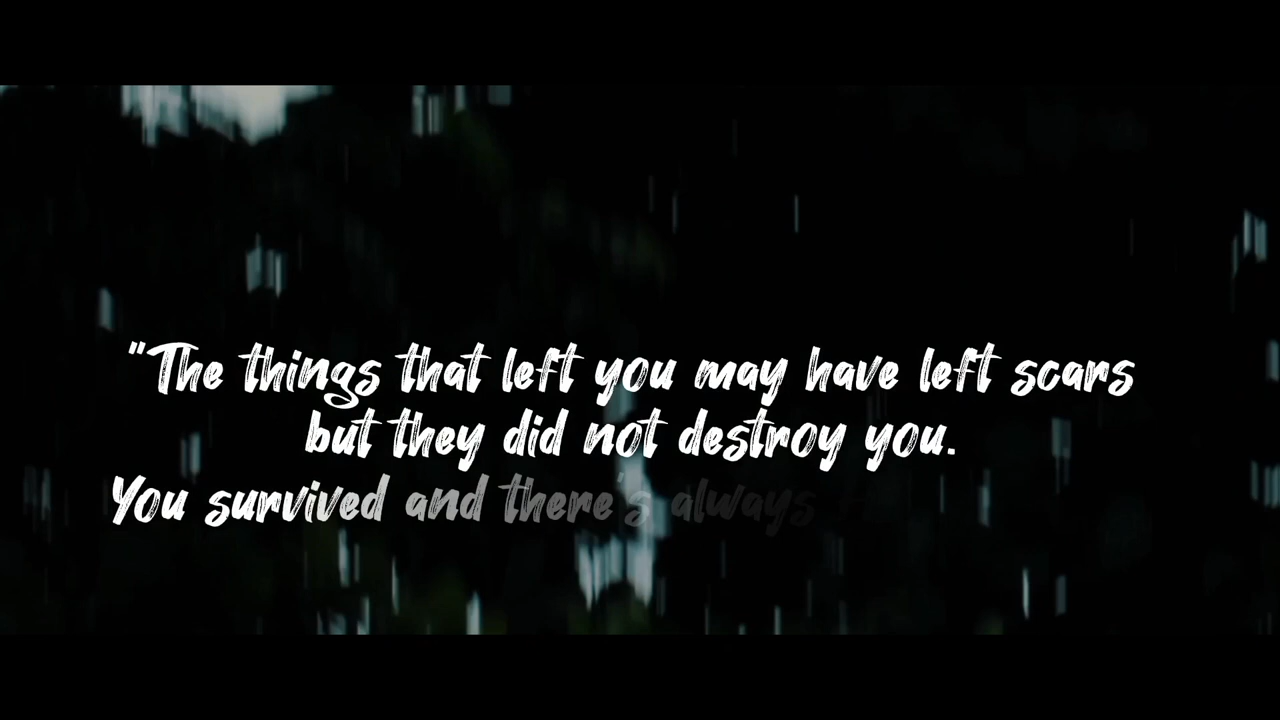 "The things that left you may have left scars
but they did not destroy you.
You survived and there's always